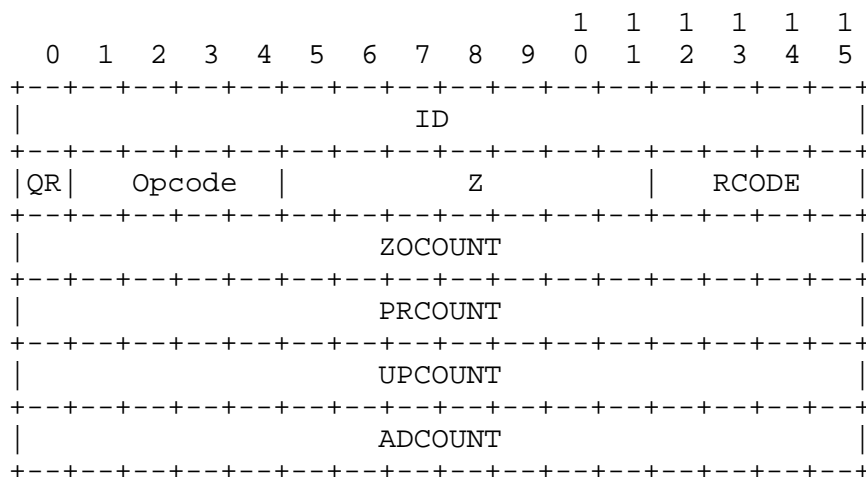 1  1  1  1  1  1
  0  1  2  3  4  5  6  7  8  9  0  1  2  3  4  5
+--+--+--+--+--+--+--+--+--+--+--+--+--+--+--+--+
|                      ID                       |
+--+--+--+--+--+--+--+--+--+--+--+--+--+--+--+--+
|QR|   Opcode  |          Z         |   RCODE   |
+--+--+--+--+--+--+--+--+--+--+--+--+--+--+--+--+
|                    ZOCOUNT                    |
+--+--+--+--+--+--+--+--+--+--+--+--+--+--+--+--+
|                    PRCOUNT                    |
+--+--+--+--+--+--+--+--+--+--+--+--+--+--+--+--+
|                    UPCOUNT                    |
+--+--+--+--+--+--+--+--+--+--+--+--+--+--+--+--+
|                    ADCOUNT                    |
+--+--+--+--+--+--+--+--+--+--+--+--+--+--+--+--+